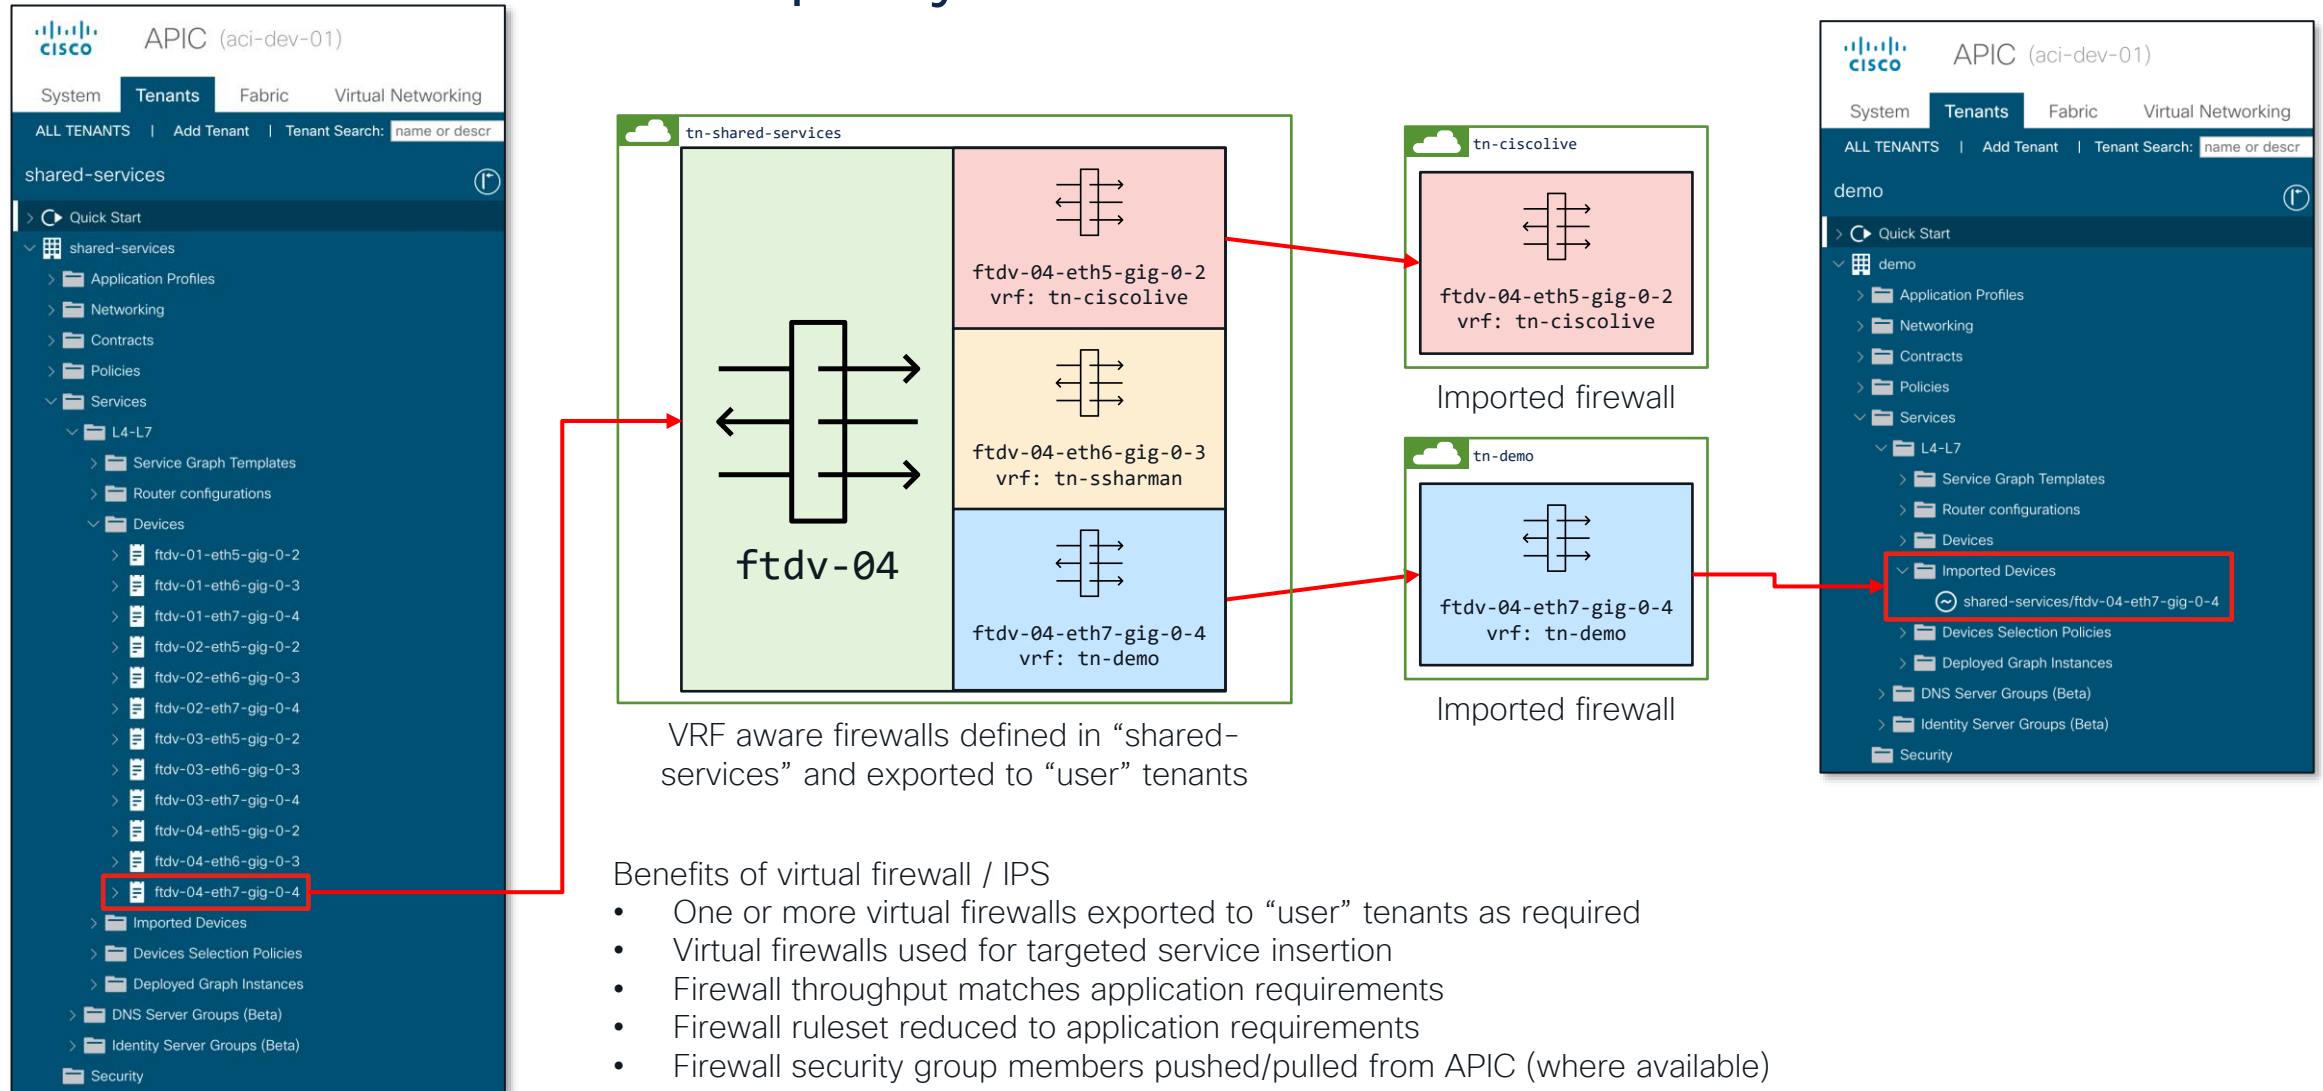 CISCO
APIC (aci-dev-01)
System Tenants Fabric Virtual Networking
ALL TENANTS | Add Tenant | Tenant Search: name or descr
shared-services
Quick Start
shared-services
Application Profiles
Networking
Contracts
Policies
Services
L4-L7
Service Graph Templates
Router configurations
Devices
ftdv-01-eth5-gig-0-2
ftdv-01-eth6-gig-0-3
ftdv-01-eth7-gig-0-4
ftdv-02-eth5-gig-0-2
ftdv-02-eth6-gig-0-3
ftdv-02-eth7-gig-0-4
ftdv-03-eth5-gig-0-2
ftdv-03-eth6-gig-0-3
ftdv-03-eth7-gig-0-4
ftdv-04-eth5-gig-0-2
ftdv-04-eth6-gig-0-3
ftdv-04-eth7-gig-0-4
Imported Devices
Devices Selection Policies
Deployed Graph Instances
DNS Server Groups (Beta)
Identity Server Groups (Beta)
Security
tn-shared-services
ftdv-04
ftdv-04-eth5-gig-0-2
vrf: tn-ciscolive
ftdv-04-eth6-gig-0-3
vrf: tn-ssharman
ftdv-04-eth7-gig-0-4
vrf: tn-demo
VRF aware firewalls defined in “shared-
services” and exported to “user” tenants
tn-ciscolive
ftdv-04-eth5-gig-0-2
vrf: tn-ciscolive
Imported firewall
tn-demo
ftdv-04-eth7-gig-0-4
vrf: tn-demo
Imported firewall
Benefits of virtual firewall / IPS
• One or more virtual firewalls exported to “user” tenants as required
• Virtual firewalls used for targeted service insertion
• Firewall throughput matches application requirements
• Firewall ruleset reduced to application requirements
• Firewall security group members pushed/pulled from APIC (where available)
CISCO
APIC (aci-dev-01)
System Tenants Fabric Virtual Networking
ALL TENANTS | Add Tenant | Tenant Search: name or descr
demo
Quick Start
demo
Application Profiles
Networking
Contracts
Policies
Services
L4-L7
Service Graph Templates
Router configurations
Devices
Imported Devices
shared-services/ftdv-04-eth7-gig-0-4
Devices Selection Policies
Deployed Graph Instances
DNS Server Groups (Beta)
Identity Server Groups (Beta)
Security